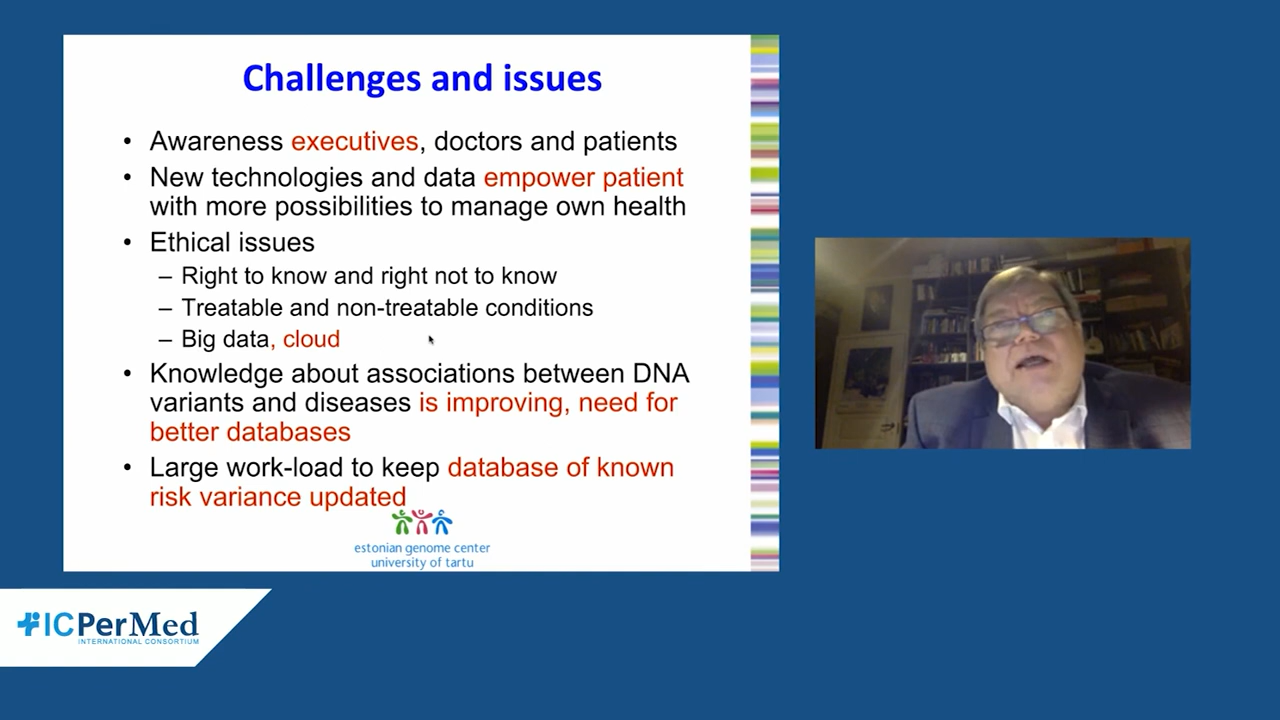 Challenges and issues
• Awareness executives, doctors and patients
• New technologies and data empower patient
with more possibilities to manage own health
• Ethical issues
– Right to know and right not to know
– Treatable and non-treatable conditions
– Big data, cloud
• Knowledge about associations between DNA
variants and diseases is improving, need for
better databases
• Large work-load to keep database of known
risk variance updated
estonian genome center
university of tartu
ICPerMed
INTERNATIONAL CONSORTIUM